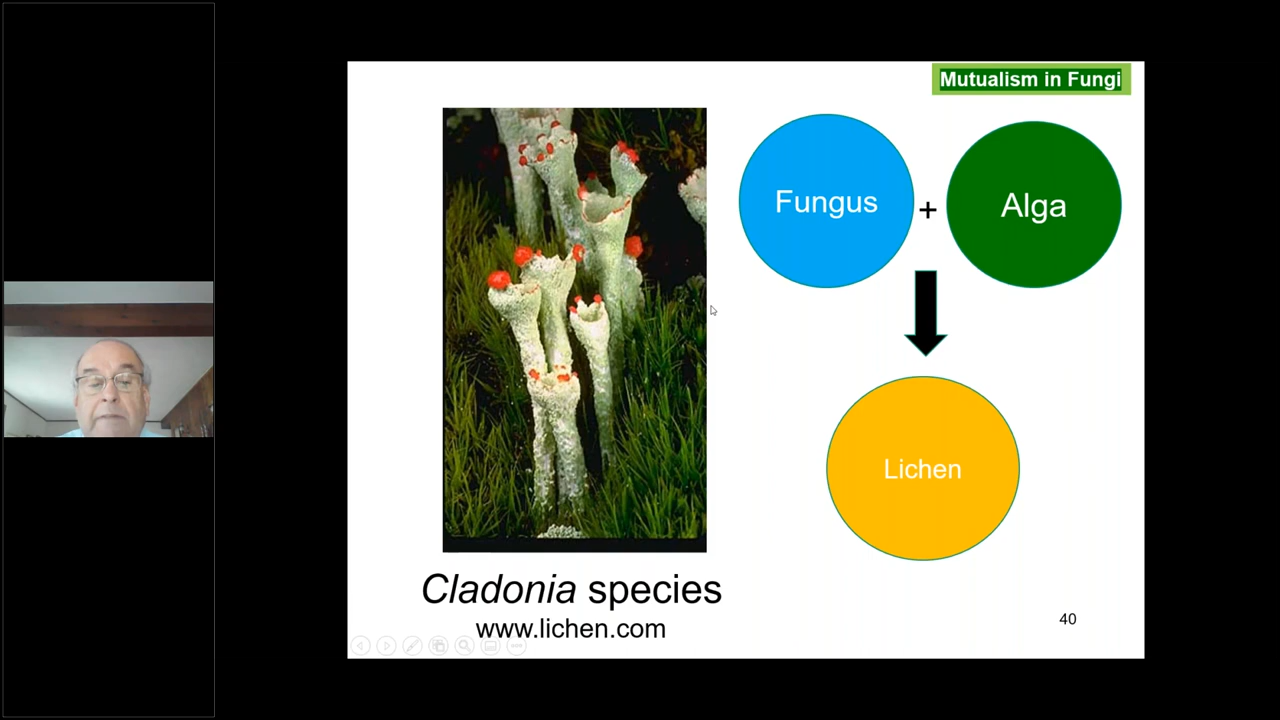 Mutualism in Fungi
Fungus
+
Alga
Lichen
Cladonia species
www.lichen.com
40